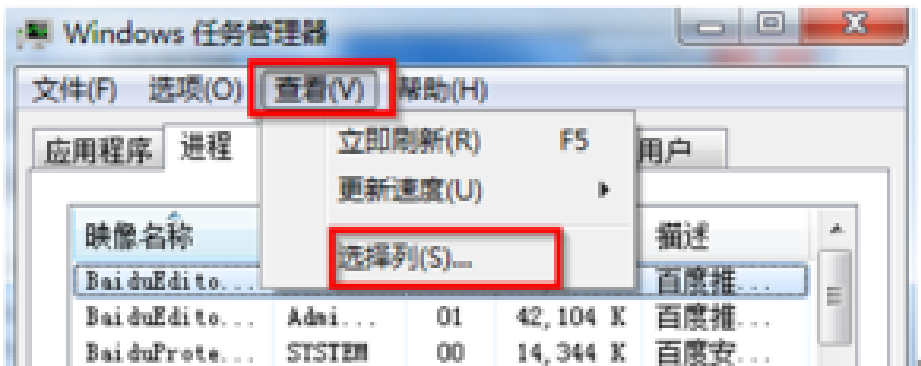 Windows 任务管理器
文件(F) 选项(O) 查看(V) 帮助(H)
应用程序 进程 用户
立即刷新(R) F5
更新速度(U)
选择列(S)...
映像名称 描述
BaiduEdito... 百度推...
BaiduEdito... Admi... 01 42,104 K 百度推...
BaiduProte... SYSTEM 00 14,344 K 百度安...